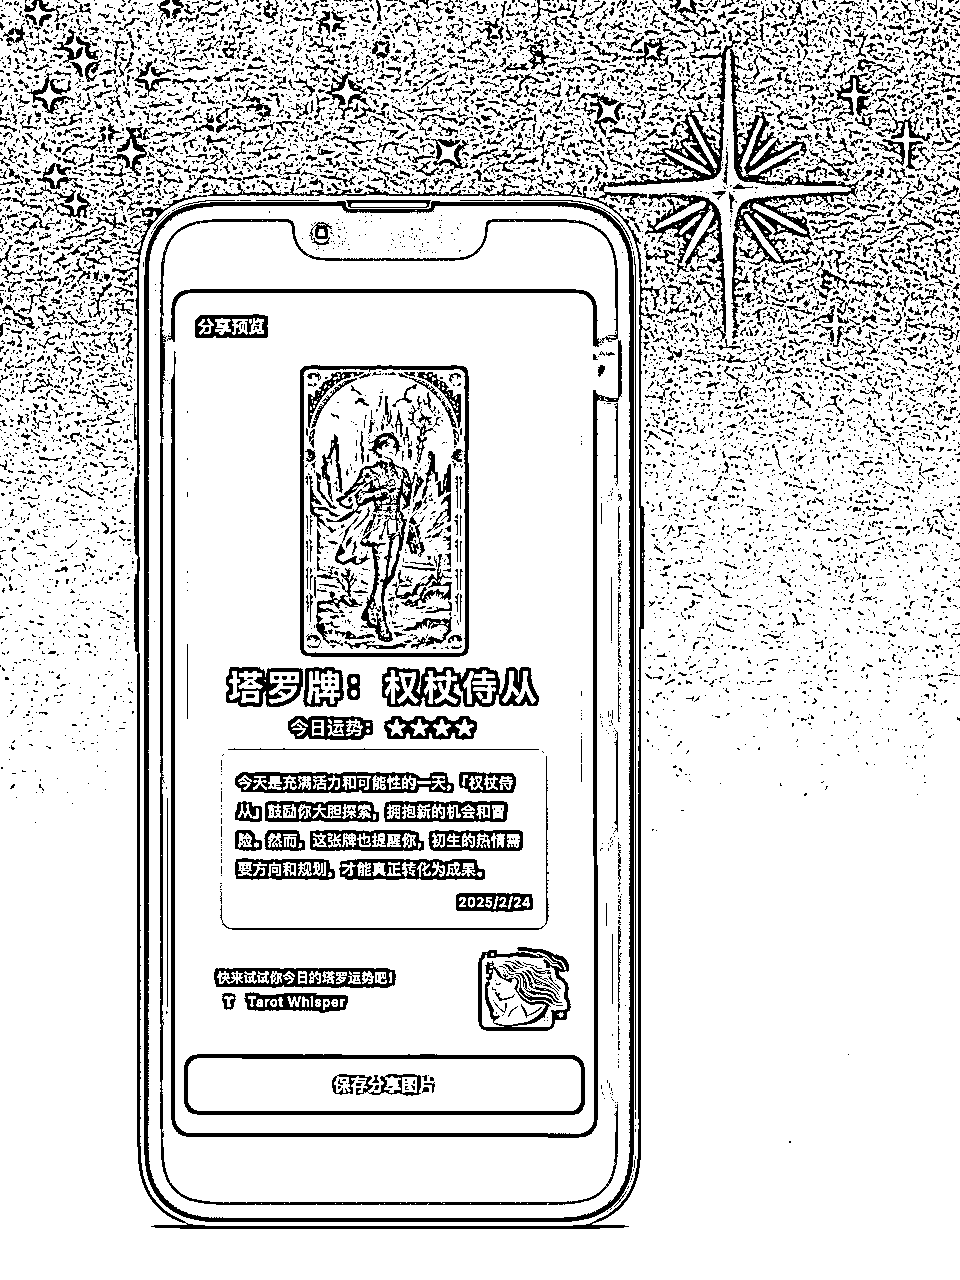 分享预览
塔罗牌：权杖侍从
今日运势：★★★★
今天是充满活力和可能性的一天，「权杖侍
从」鼓励你大胆探索，拥抱新的机会和冒
险。然而，这张牌也提醒你，初生的热情需
要方向和规划，才能真正转化为成果。
2025/2/24
快来试试你今日的塔罗运势吧！
T Tarot Whisper
保存分享图片